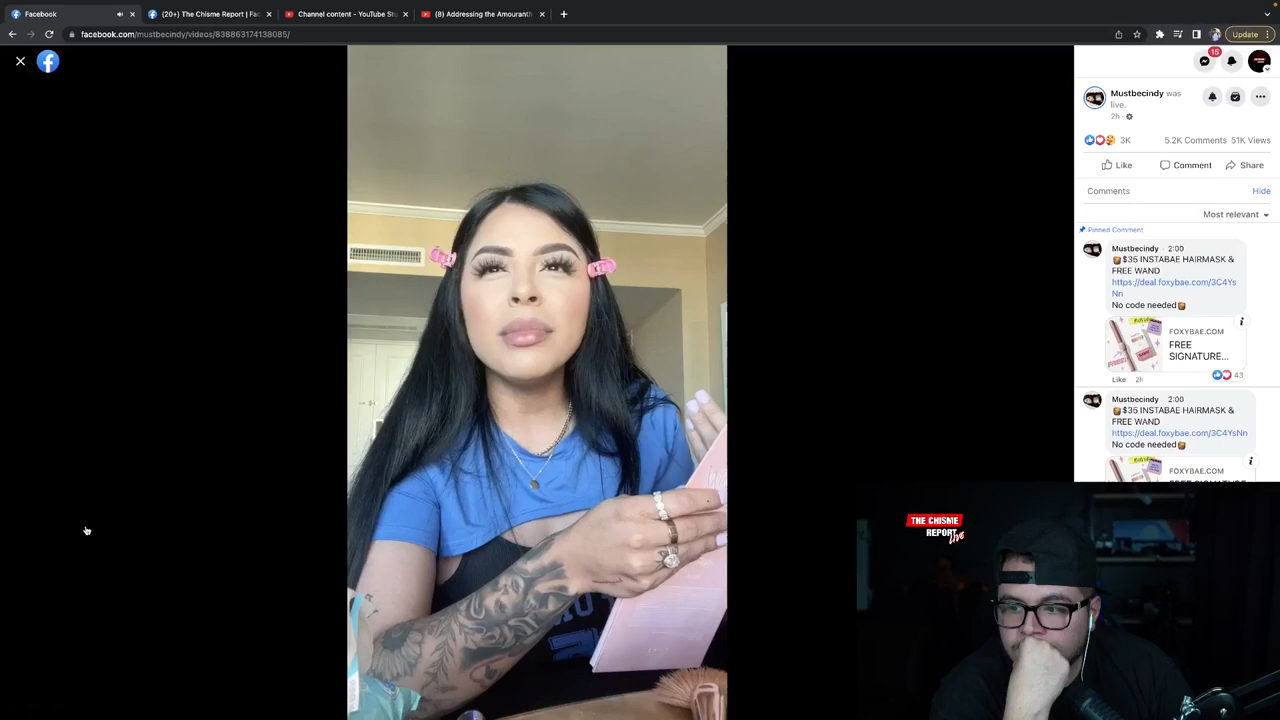 Facebook
(20+) The Chisme Report | Fac
Channel content - YouTube St
(8) Addressing the Amouranth
facebook.com/mustbecindy/videos/838863174138085/
Update
15
Mustbecindy was
live.
2h
3K
5.2K Comments 51K Views
Like
Comment
Share
Comments
Hide
Most relevant
Pinned Comment
Mustbecindy · 2:00
$35 INSTABAE HAIRMASK &
FREE WAND
https://deal.foxybae.com/3C4Ys
Nn
No code needed
FOXYBAE.COM
FREE
SIGNATURE...
43
Like 2h
Mustbecindy · 2:00
$35 INSTABAE HAIRMASK &
FREE WAND
https://deal.foxybae.com/3C4YsNn
No code needed
FOXYBAE.COM
THE CHISME
REPORT
Live